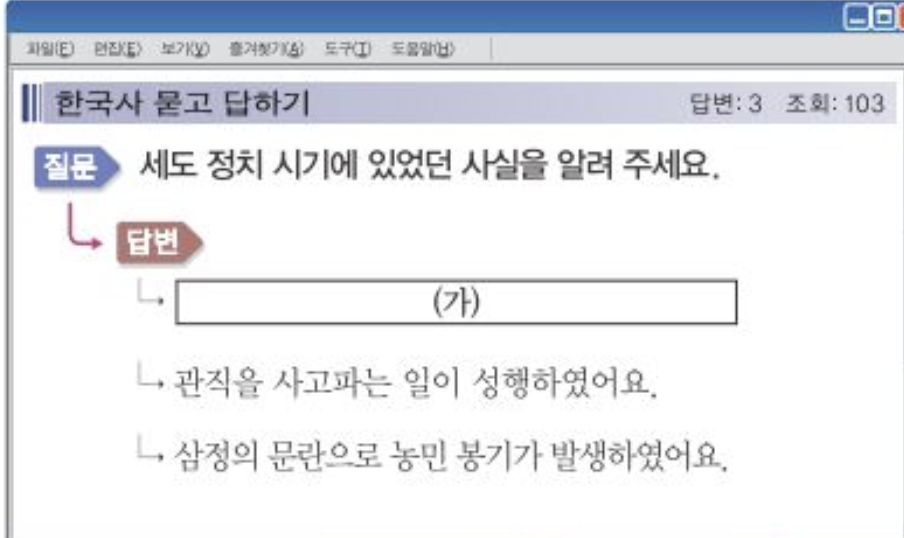 파일(F) 편집(E) 보기(V) 즐겨찾기(A) 도구(T) 도움말(H)
한국사 묻고 답하기 답변: 3 조회: 103
질문 세도 정치 시기에 있었던 사실을 알려 주세요.
답변
(가)
관직을 사고파는 일이 성행하였어요.
삼정의 문란으로 농민 봉기가 발생하였어요.